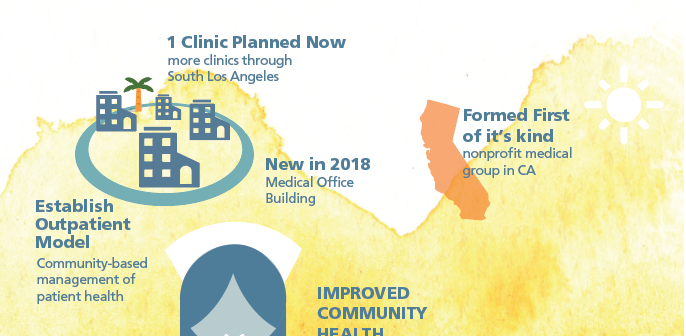 1 Clinic Planned Now
more clinics through
South Los Angeles
Formed First
of it's kind
nonprofit medical
group in CA
New in 2018
Medical Office
Building
Establish
Outpatient
Model
Community-based
management of
patient health
IMPROVED
COMMUNITY
HEALTH